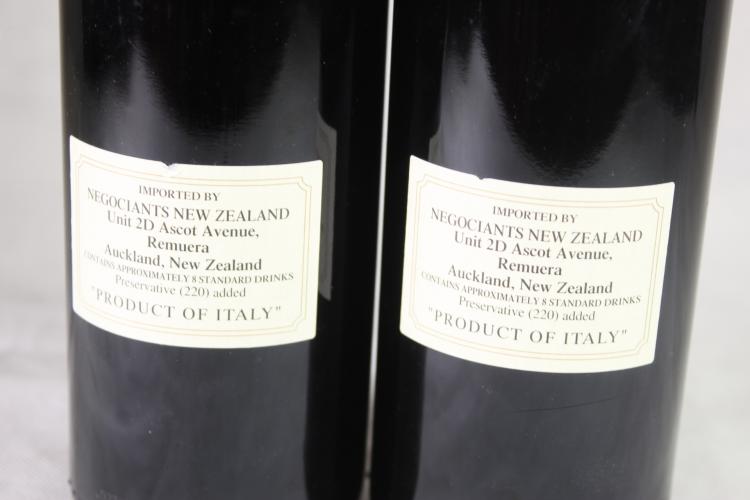 IMPORTED BY
NEGOCIANTS NEW ZEALAND
Unit 2D Ascot Avenue,
Remuera
Auckland, New Zealand
CONTAINS APPROXIMATELY 8 STANDARD DRINKS
Preservative (220) added
"PRODUCT OF ITALY"
IMPORTED BY
NEGOCIANTS NEW ZEALAND
Unit 2D Ascot Avenue,
Remuera
Auckland, New Zealand
CONTAINS APPROXIMATELY 8 STANDARD DRINKS
Preservative (220) added
"PRODUCT OF ITALY"